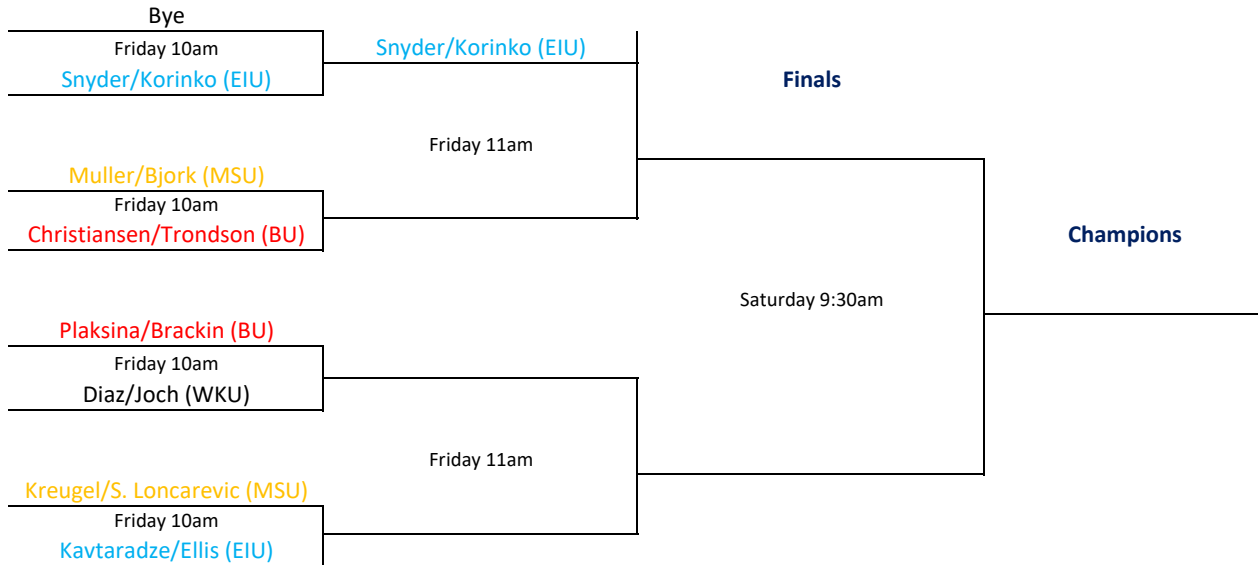 Bye
Friday 10am
Snyder/Korinko (EIU)
Snyder/Korinko (EIU)
Finals
Friday 11am
Muller/Bjork (MSU)
Friday 10am
Christiansen/Trondson (BU)
Champions
Saturday 9:30am
Plaksina/Brackin (BU)
Friday 10am
Diaz/Joch (WKU)
Friday 11am
Kreugel/S. Loncarevic (MSU)
Friday 10am
Kavtaradze/Ellis (EIU)